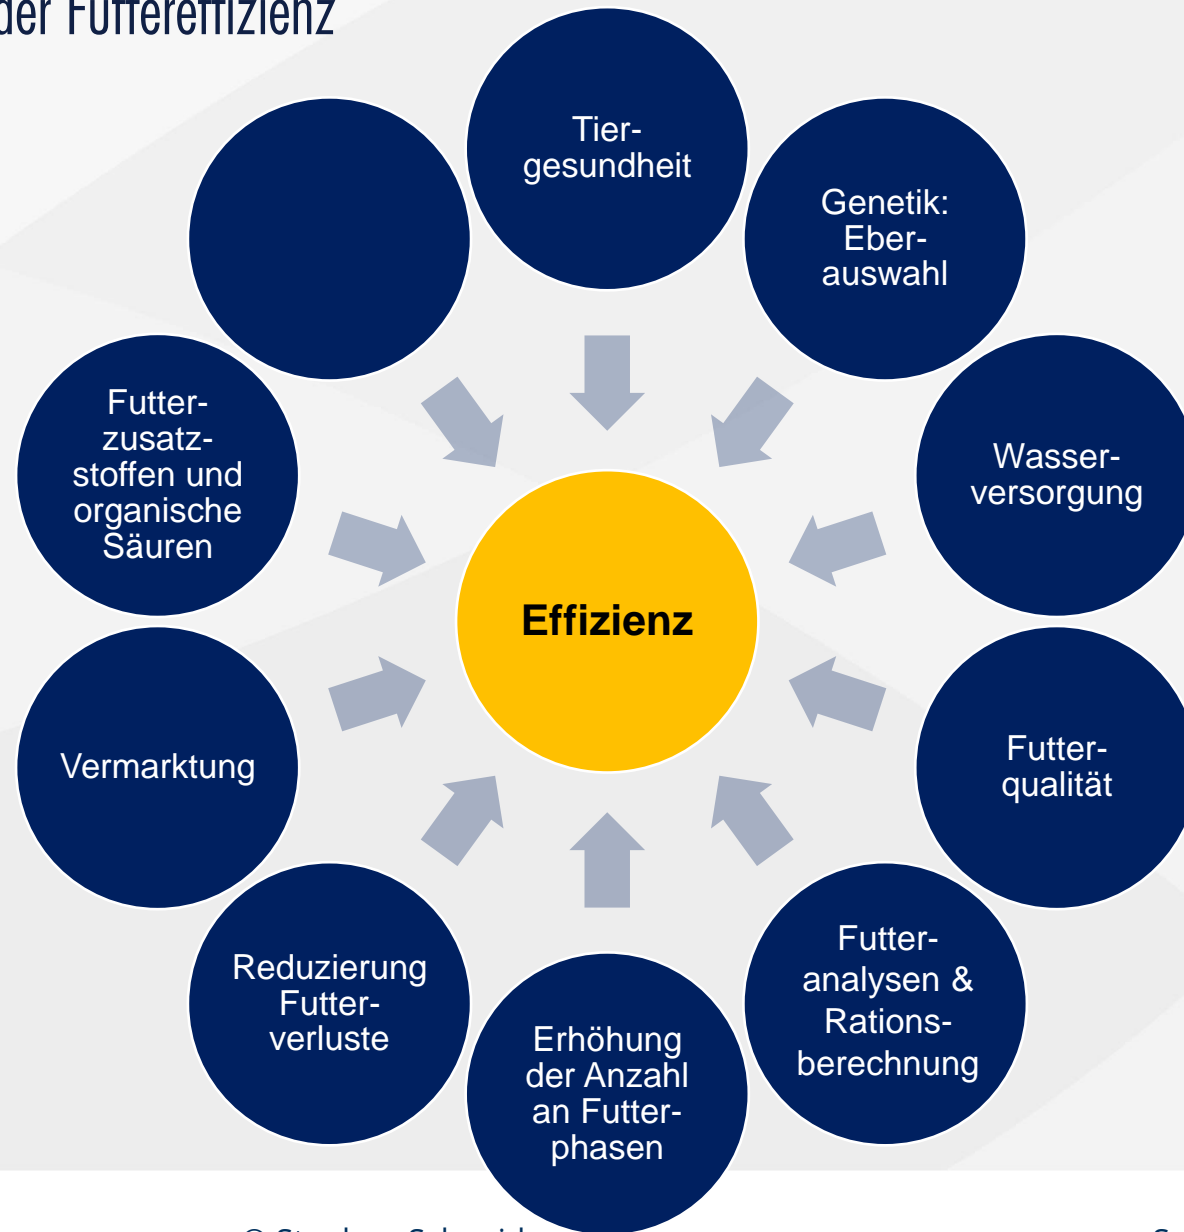 der Futtereffizienz
Tier-
gesundheit
Genetik:
Eber-
auswahl
Wasser-
versorgung
Futter-
qualität
Futter-
analysen &
Rations-
berechnung
Erhöhung
der Anzahl
an Futter-
phasen
Reduzierung
Futter-
verluste
Vermarktung
Futter-
zusatz-
stoffen und
organische
Säuren
Effizienz